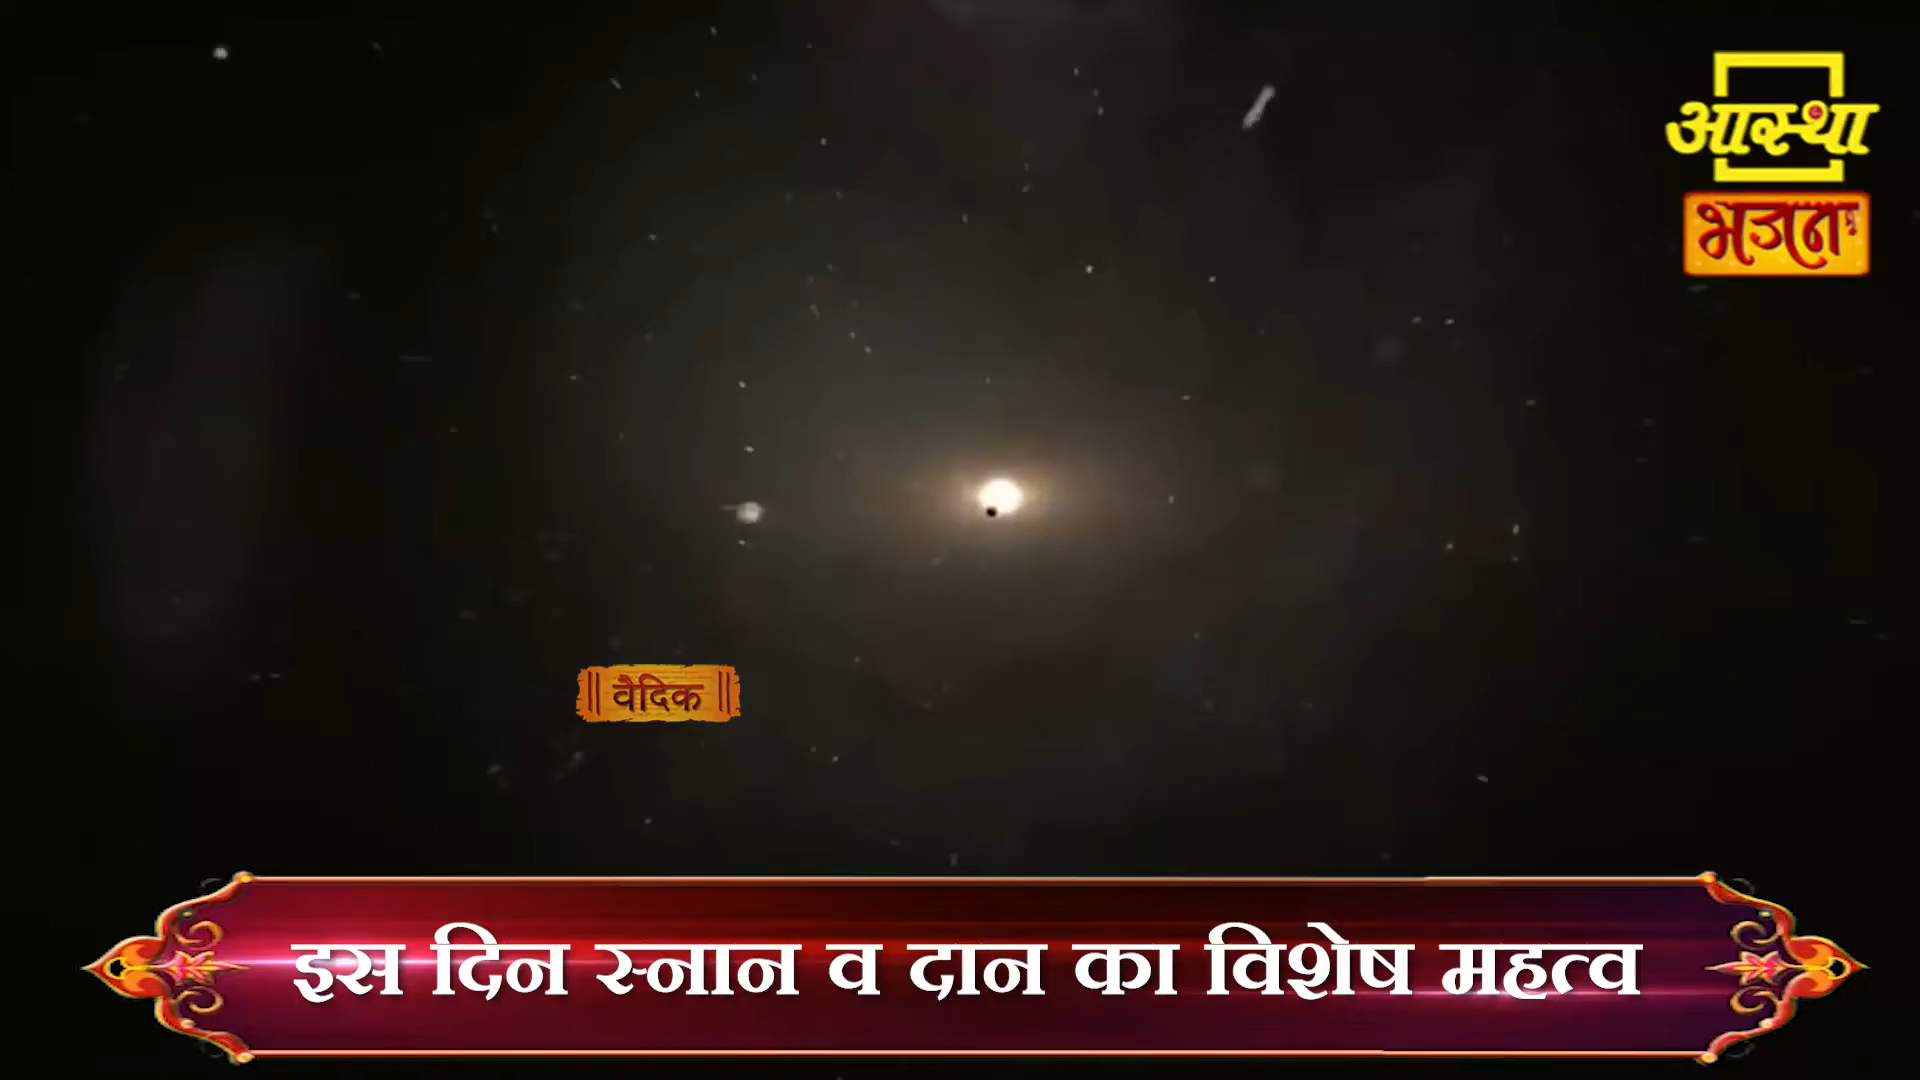 आस्था
भजन
॥ वैदिक ॥
इस दिन स्नान व दान का विशेष महत्व